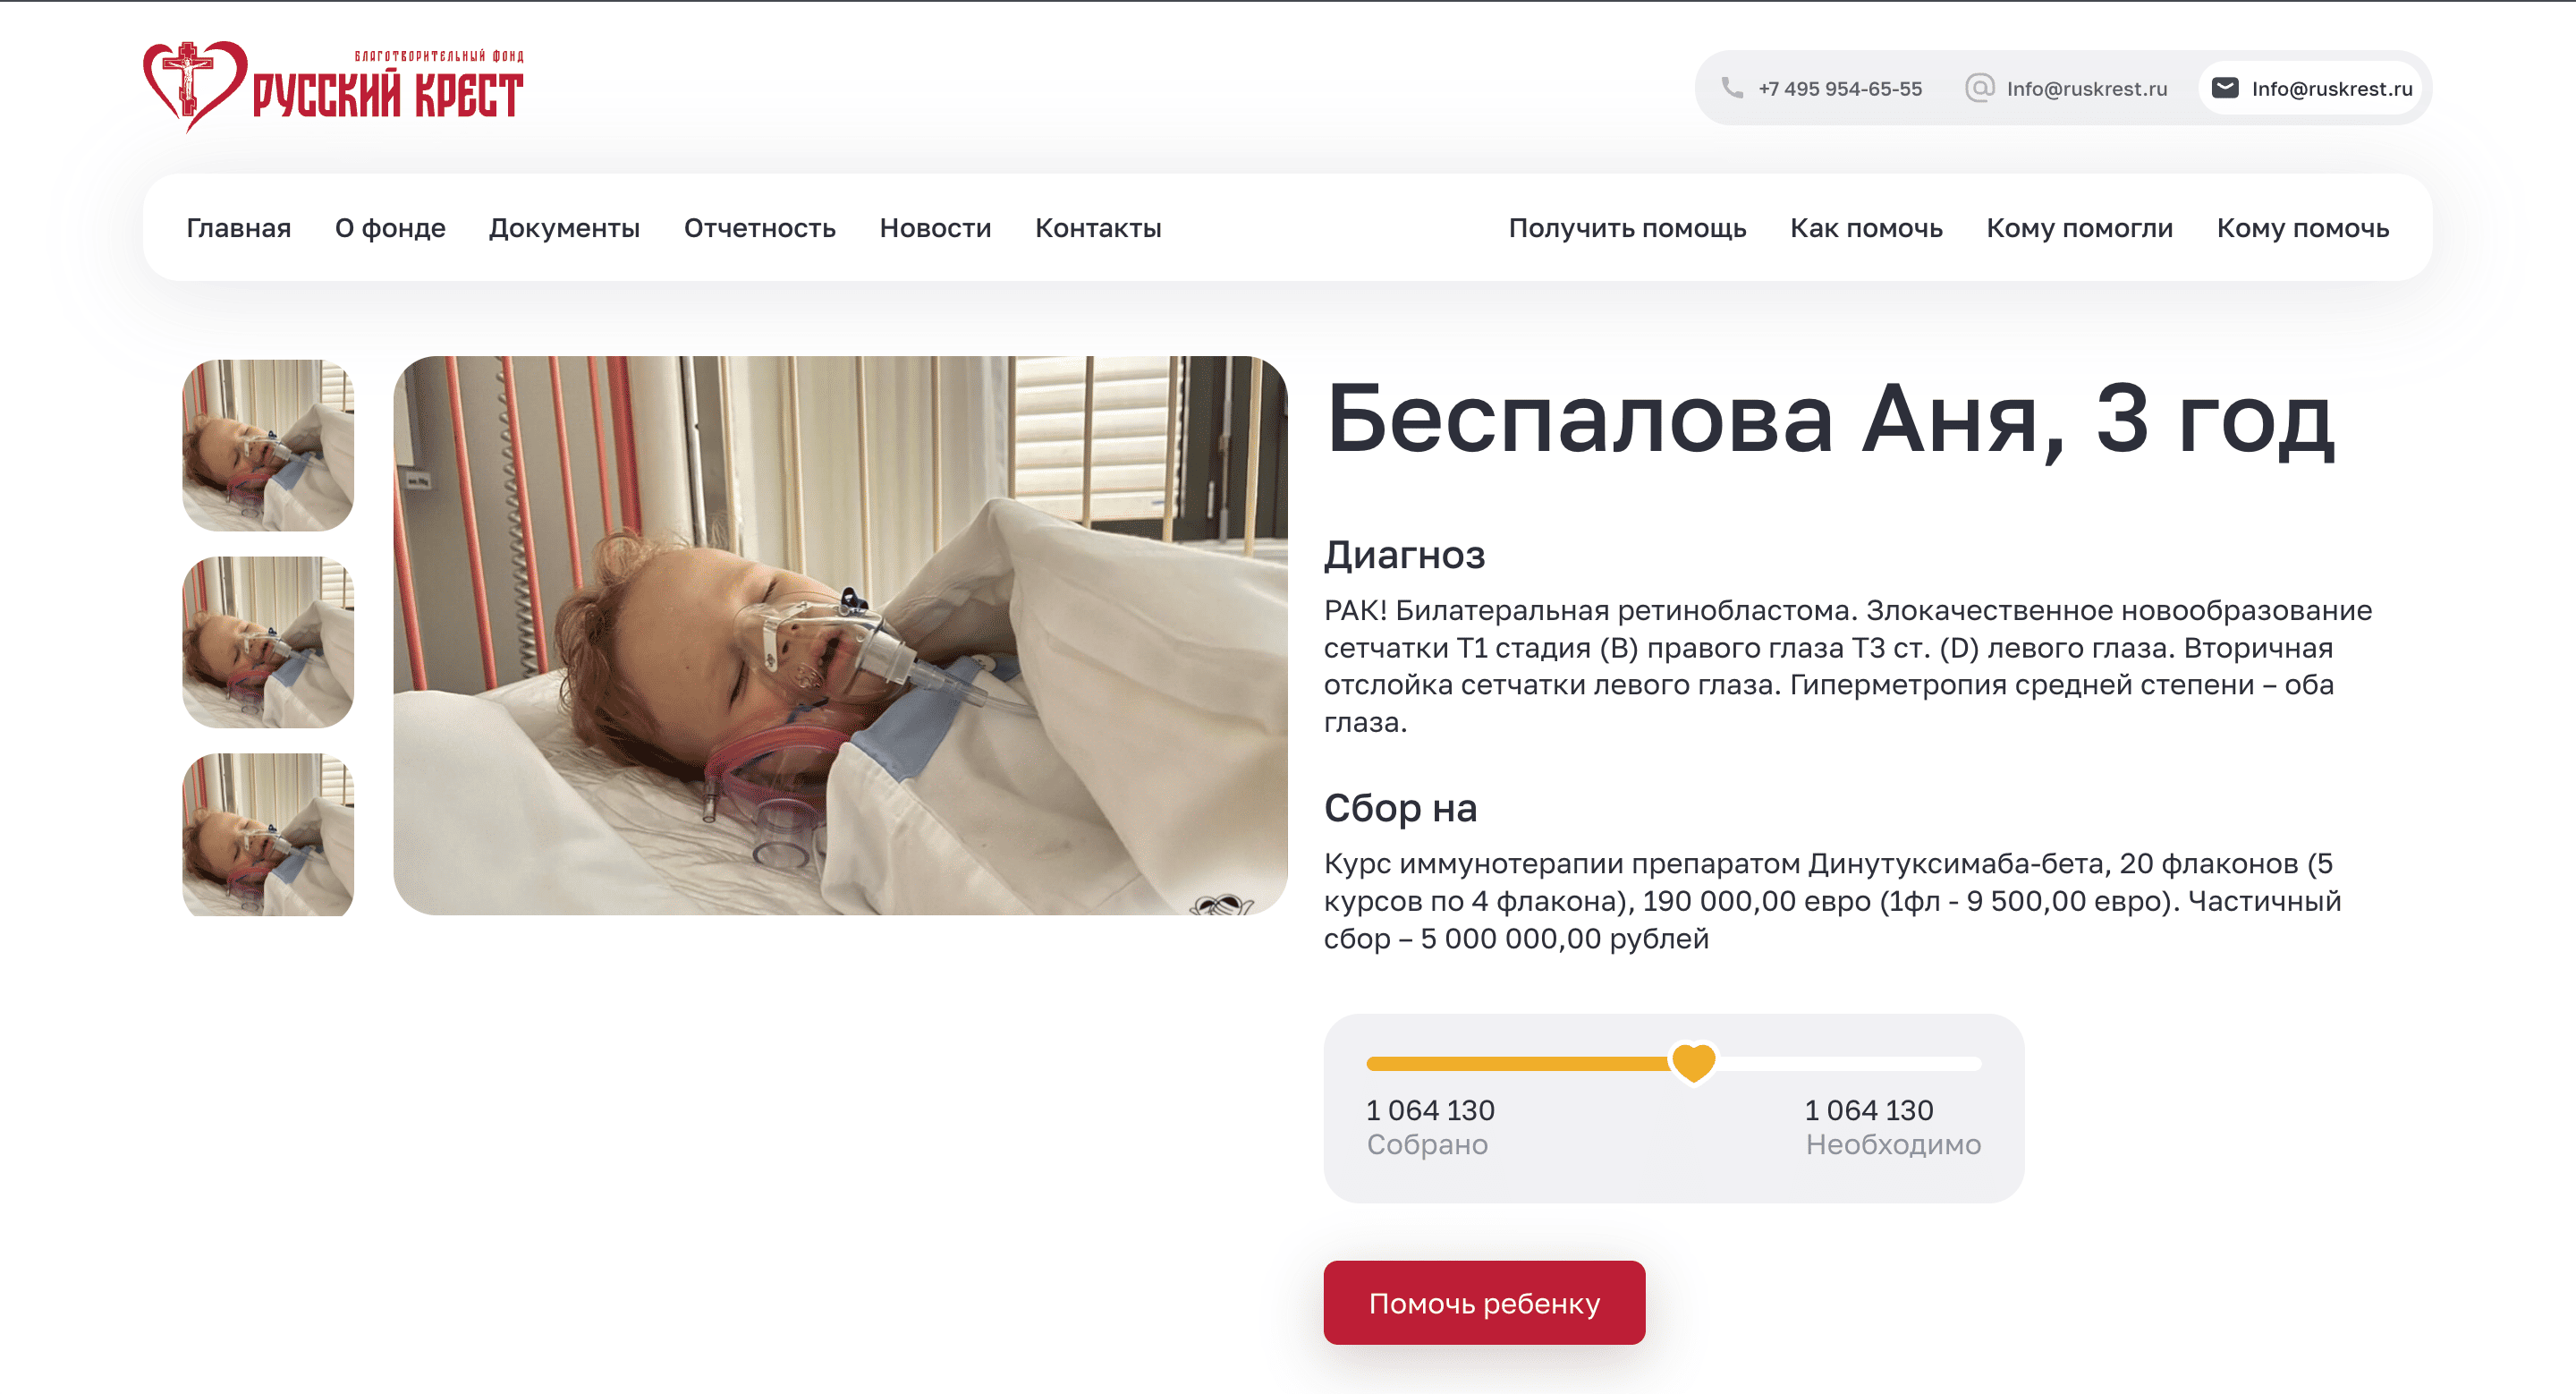 БЛАГОТВОРИТЕЛЬНЫЙ ФОНД
РУССКИЙ КРЕСТ
+7 495 954-65-55
Info@ruskrest.ru
Info@ruskrest.ru
Главная
О фонде
Документы
Отчетность
Новости
Контакты
Получить помощь
Как помочь
Кому помогли
Кому помочь
Беспалова Аня, 3 год
Диагноз
РАК! Билатеральная ретинобластома. Злокачественное новообразование
сетчатки Т1 стадия (В) правого глаза Т3 ст. (D) левого глаза. Вторичная
отслойка сетчатки левого глаза. Гиперметропия средней степени – оба
глаза.
Сбор на
Курс иммунотерапии препаратом Динутуксимаба-бета, 20 флаконов (5
курсов по 4 флакона), 190 000,00 евро (1фл - 9 500,00 евро). Частичный
сбор – 5 000 000,00 рублей
1 064 130
Собрано
1 064 130
Необходимо
Помочь ребенку